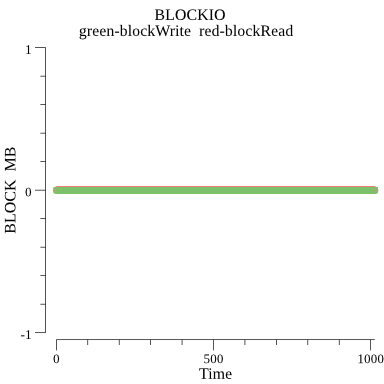 BLOCKIO
green-blockWrite  red-blockRead
1
BLOCK  MB
0
-1
0 500 1000
Time